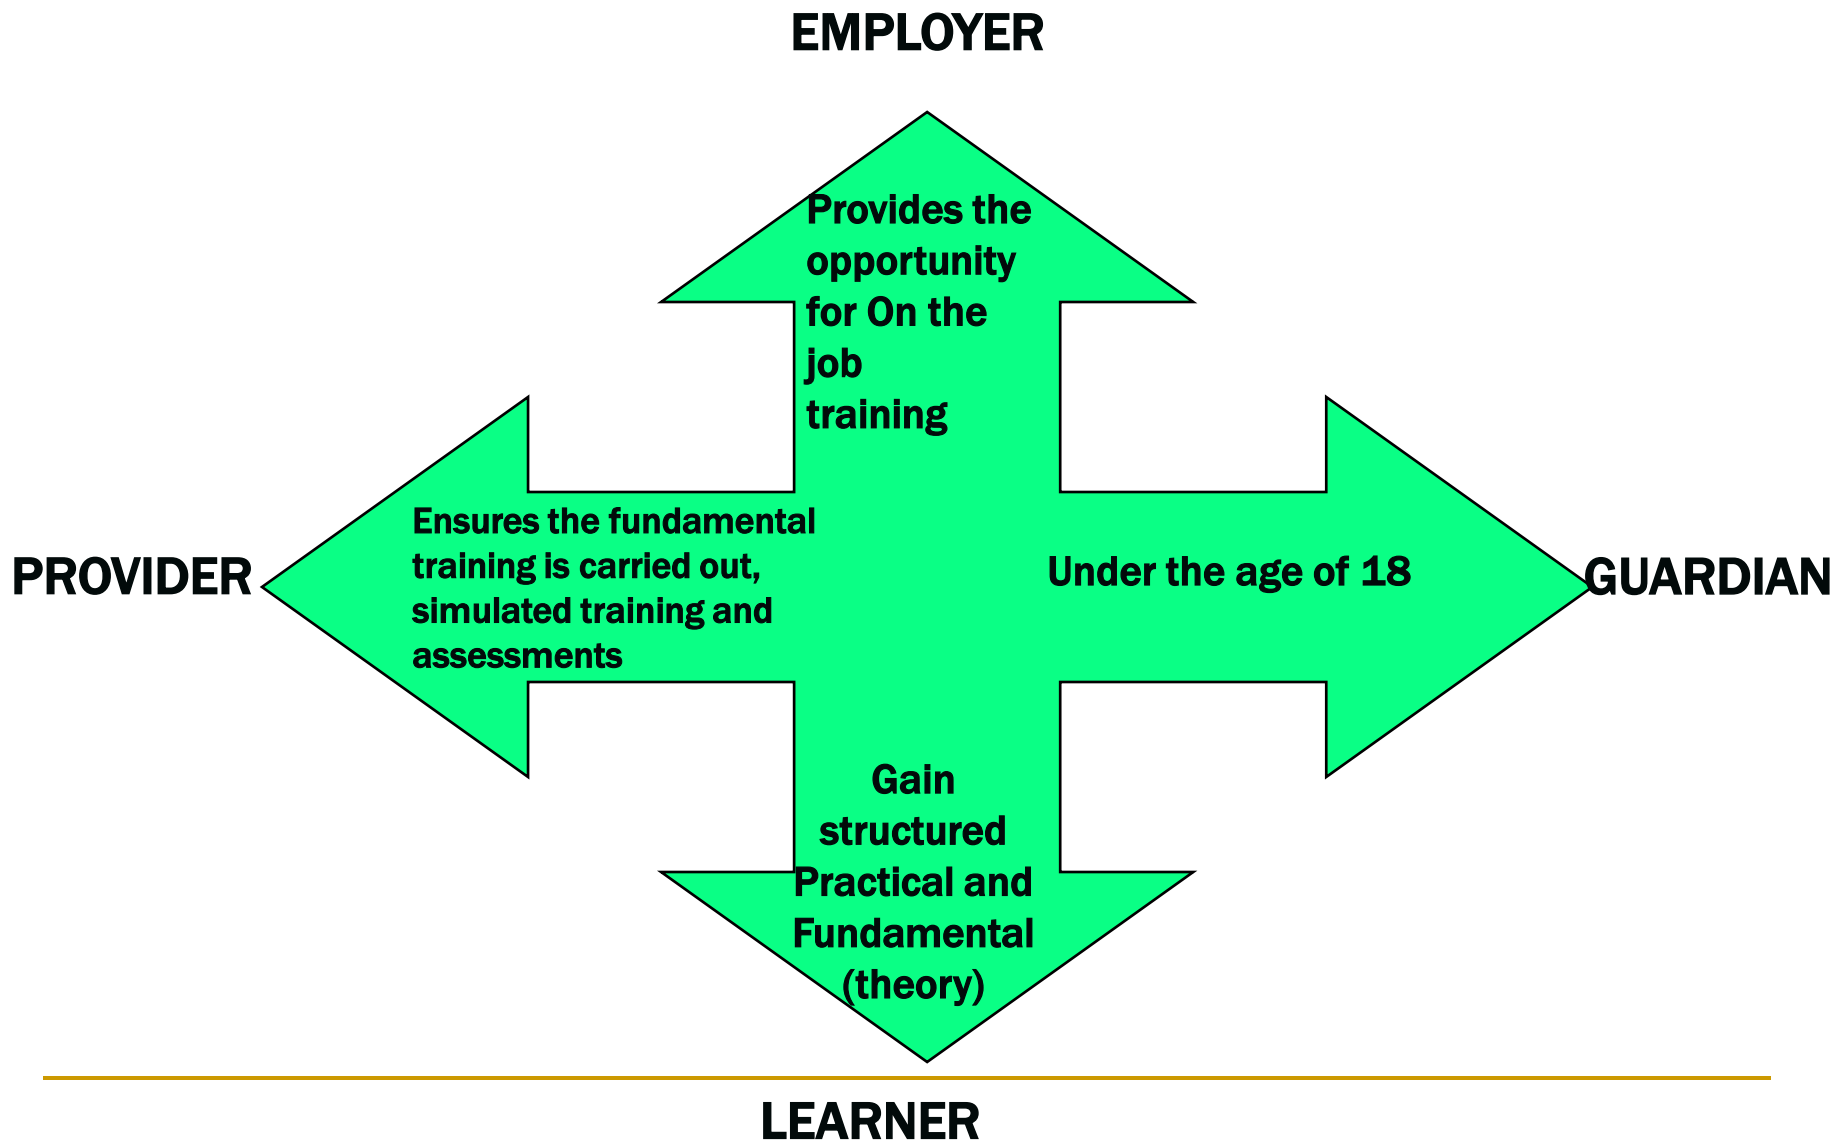 EMPLOYER
Provides the
opportunity
for On the
job
training
PROVIDER
Ensures the fundamental
training is carried out,
simulated training and
assessments
Under the age of 18
GUARDIAN
Gain
structured
Practical and
Fundamental
(theory)
LEARNER